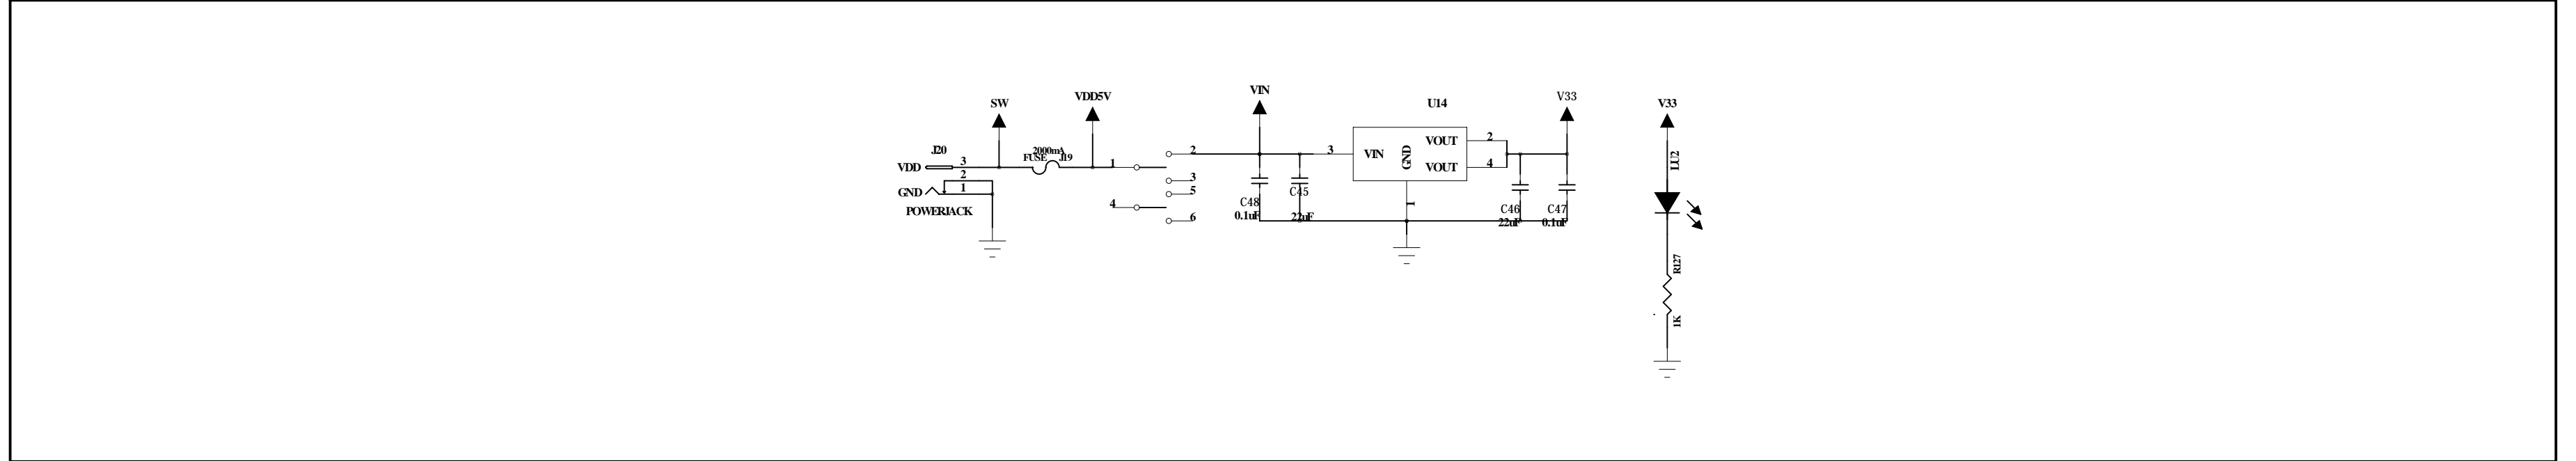 SW
VDD5V
VIN
U14
V33
V33
J20
VDD
3
2
1
GND
POWERJACK
2000mA
FUSE
J19
1
2
3
5
4
6
C48
0.1uF
C45
22uF
3
VIN
GND
VOUT
VOUT
2
4
1
C46
22uF
C47
0.1uF
LU2
R127
1K